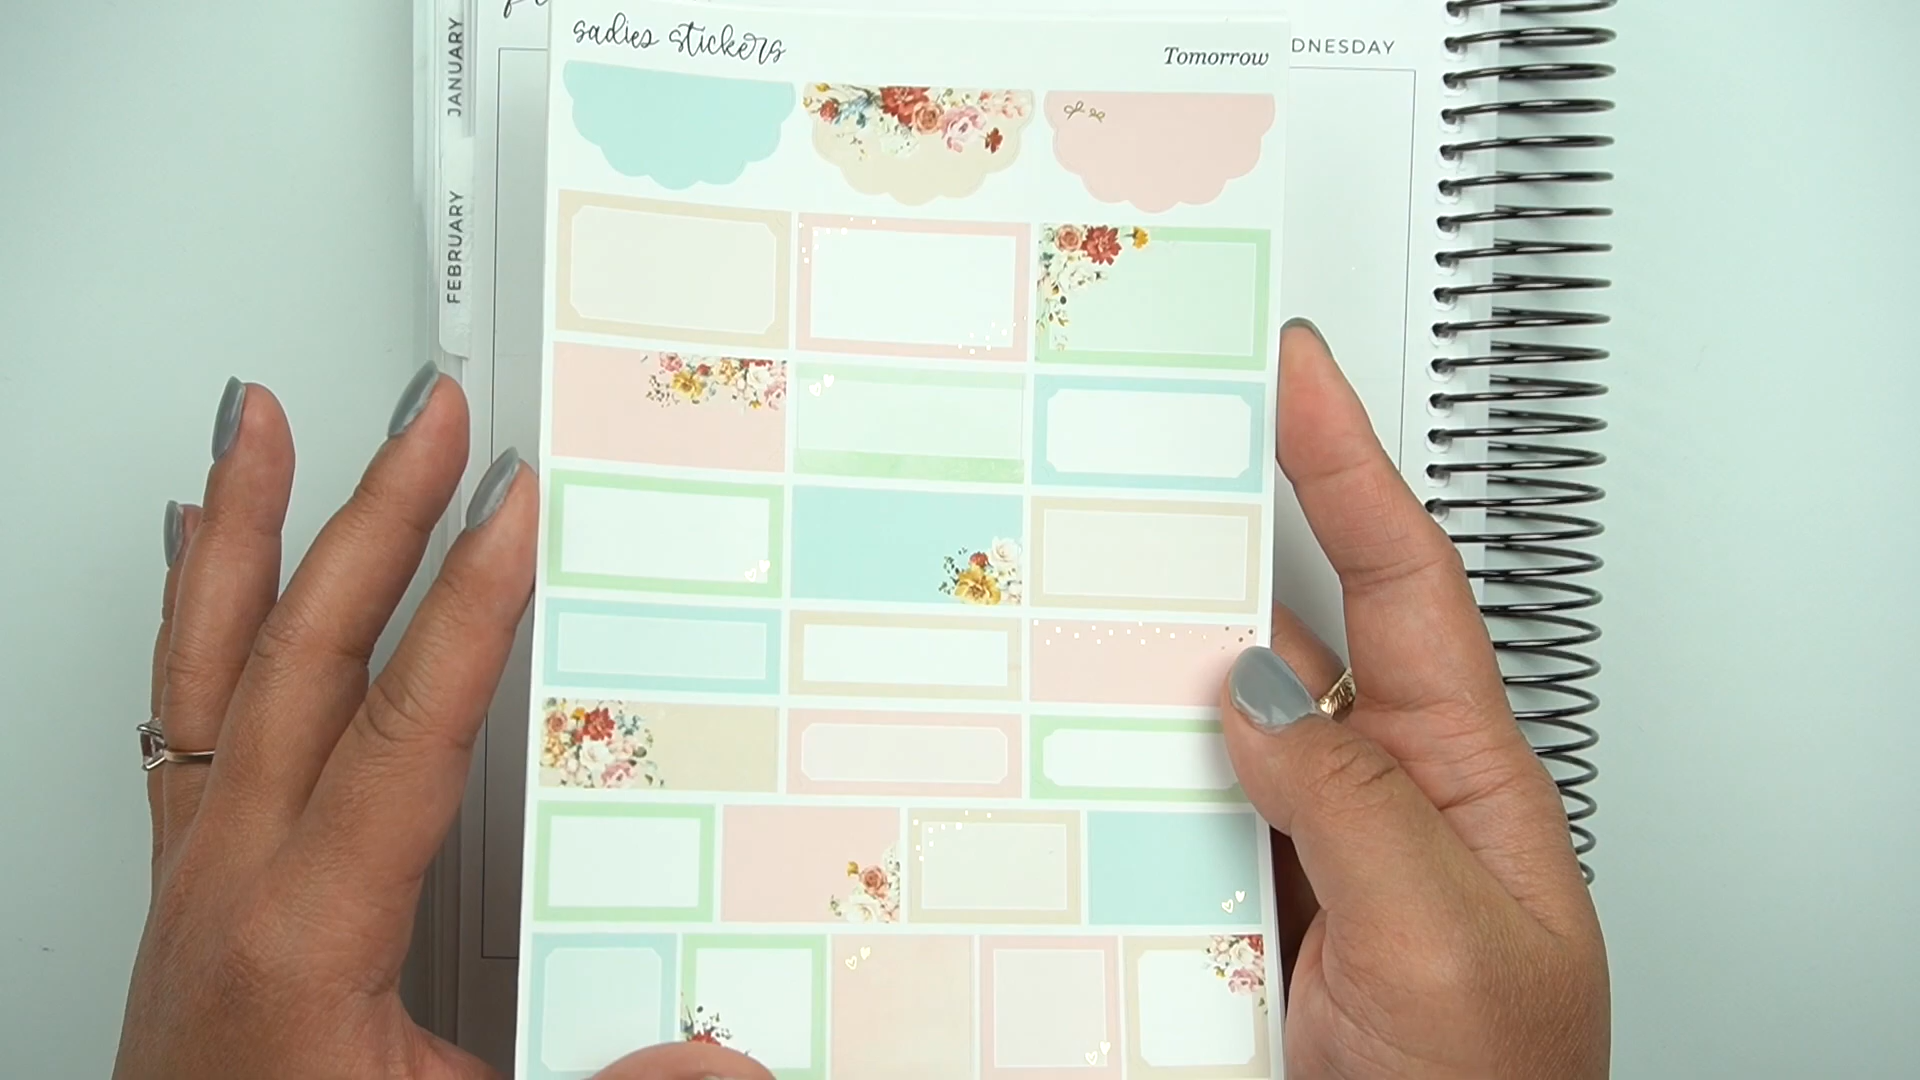 sadies stickers
Tomorrow
DNESDAY
JANUARY
FEBRUARY